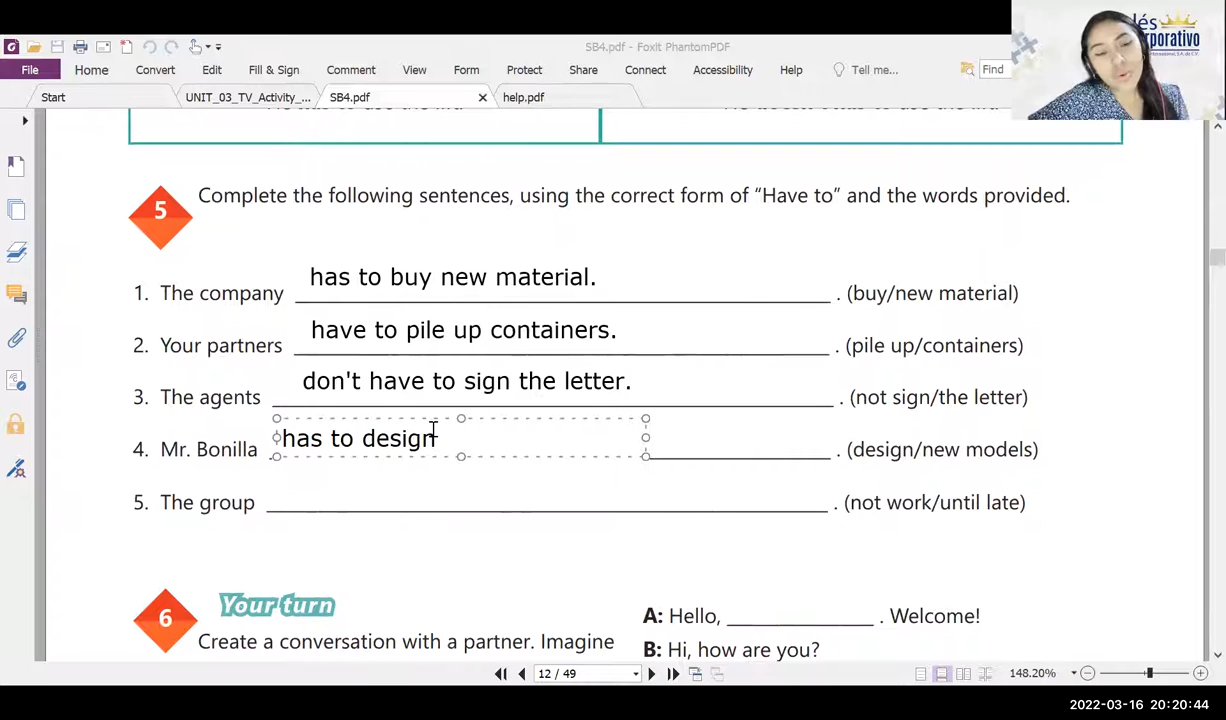 SB4.pdf - Foxit PhantomPDF
és
rporativo
File Home Convert Edit Fill & Sign Comment View Form Protect Share Connect Accessibility Help Tell me... Find
Start UNIT_03_TV_Activity_... SB4.pdf help.pdf
5 Complete the following sentences, using the correct form of “Have to” and the words provided.
1. The company has to buy new material. . (buy/new material)
2. Your partners have to pile up containers. . (pile up/containers)
3. The agents don't have to sign the letter. . (not sign/the letter)
4. Mr. Bonilla has to design . (design/new models)
5. The group . (not work/until late)
6 Your turn
Create a conversation with a partner. Imagine
A: Hello, . Welcome!
B: Hi, how are you?
12 / 49 148.20%
2022-03-16 20:20:44